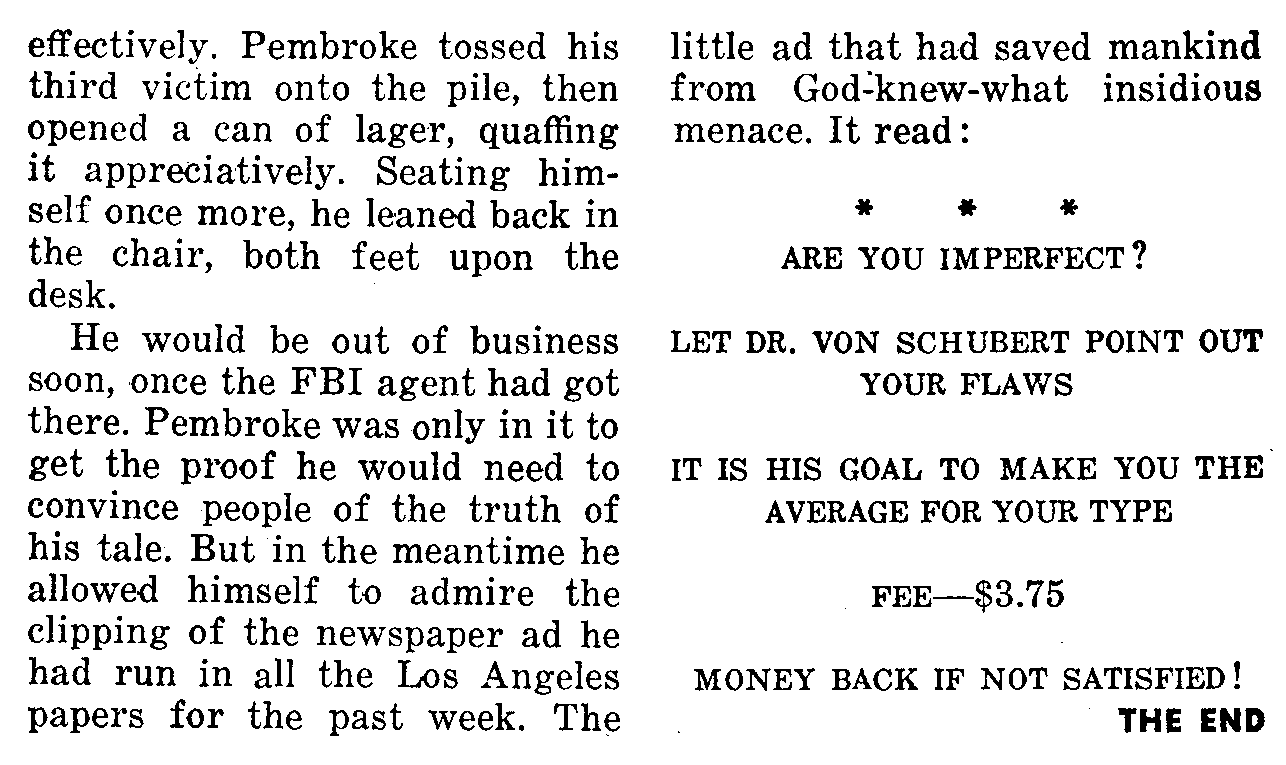 effectively. Pembroke tossed his
third victim onto the pile, then
opened a can of lager, quaffing
it appreciatively. Seating him-
self once more, he leaned back in
the chair, both feet upon the
desk.
He would be out of business
soon, once the FBI agent had got
there. Pembroke was only in it to
get the proof he would need to
convince people of the truth of
his tale. But in the meantime he
allowed himself to admire the
clipping of the newspaper ad he
had run in all the Los Angeles
papers for the past week. The
little ad that had saved mankind
from God-knew-what insidious
menace. It read:
* * *
ARE YOU IMPERFECT?
LET DR. VON SCHUBERT POINT OUT
YOUR FLAWS
IT IS HIS GOAL TO MAKE YOU THE
AVERAGE FOR YOUR TYPE
FEE—$3.75
MONEY BACK IF NOT SATISFIED!
THE END